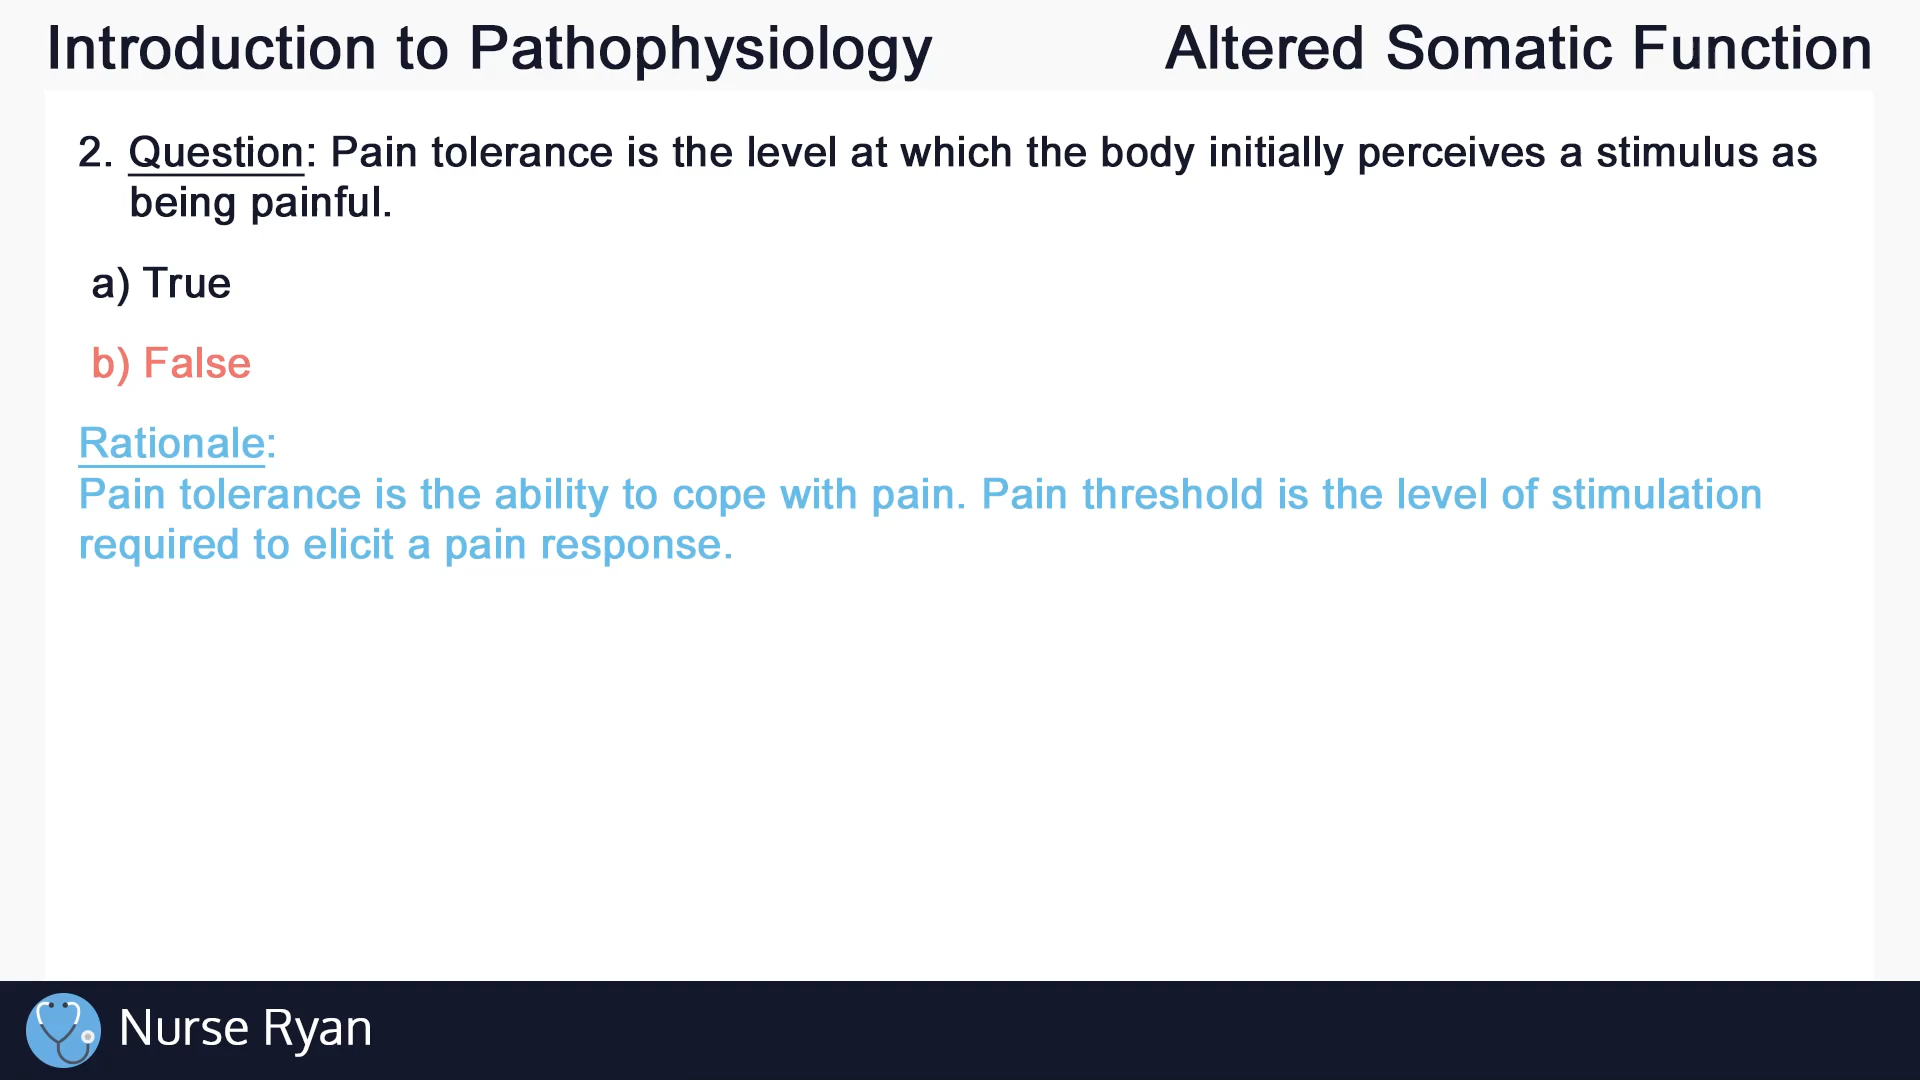 Introduction to Pathophysiology
Altered Somatic Function
2. Question: Pain tolerance is the level at which the body initially perceives a stimulus as
being painful.
a) True
b) False
Rationale:
Pain tolerance is the ability to cope with pain. Pain threshold is the level of stimulation
required to elicit a pain response.
Nurse Ryan